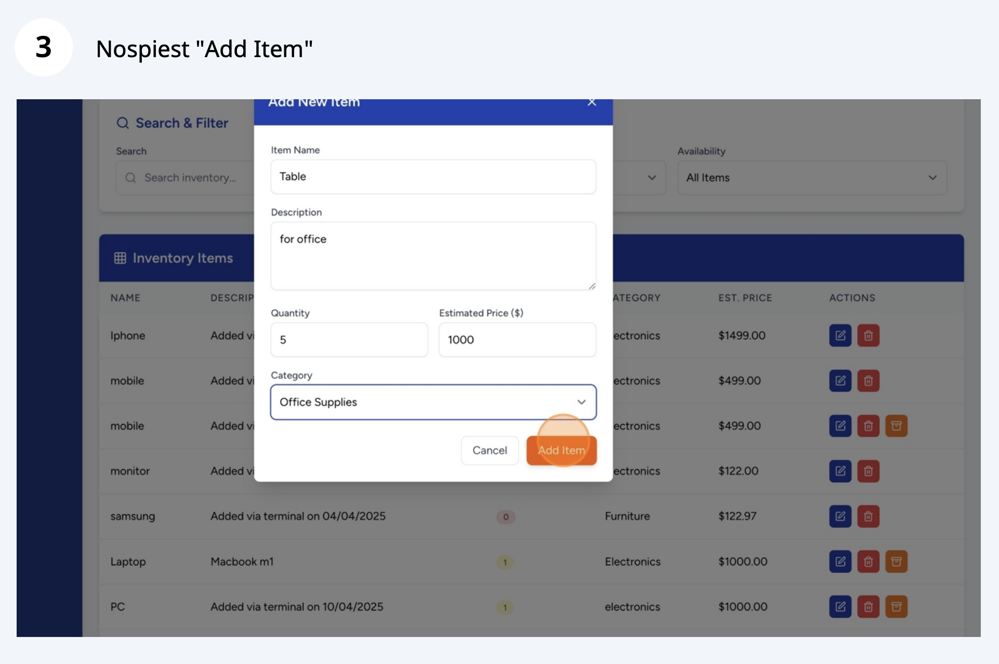 3
Nospiest "Add Item"
Add New Item
Search & Filter
Search
Search inventory...
Availability
All Items
Item Name
Table
Description
for office
Quantity
5
Estimated Price ($)
1000
Category
Office Supplies
Cancel
Add Item
Inventory Items
NAME DESCRIP ATEGORY EST. PRICE ACTIONS
Iphone Added vi ectronics $1499.00
mobile Added vi ectronics $499.00
mobile Added vi ectronics $499.00
monitor Added vi ectronics $122.00
samsung Added via terminal on 04/04/2025 0 Furniture $122.97
Laptop Macbook m1 1 Electronics $1000.00
PC Added via terminal on 10/04/2025 1 electronics $1000.00